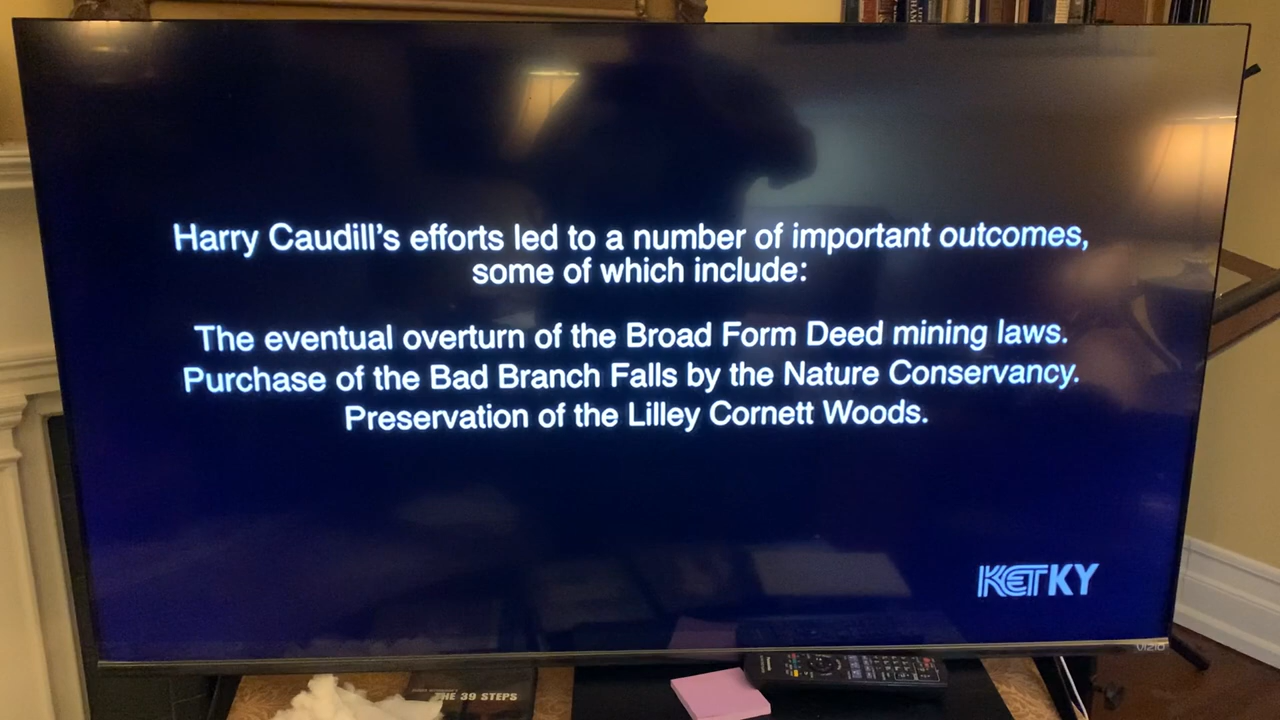 Harry Caudill's efforts led to a number of important outcomes,
some of which include:
The eventual overturn of the Broad Form Deed mining laws.
Purchase of the Bad Branch Falls by the Nature Conservancy.
Preservation of the Lilley Cornett Woods.
KET KY
VIZIO
THE 39 STEPS